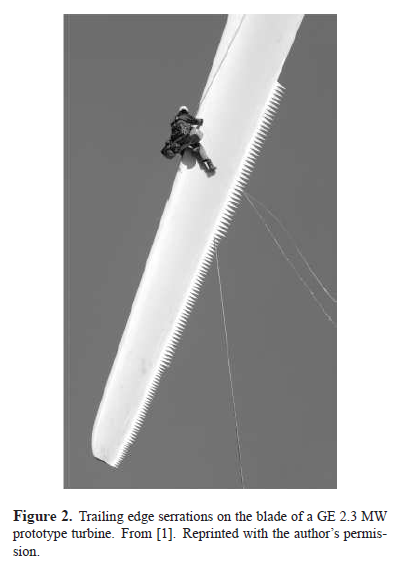 Figure 2. Trailing edge serrations on the blade of a GE 2.3 MW
prototype turbine. From [1]. Reprinted with the author's permis-
sion.